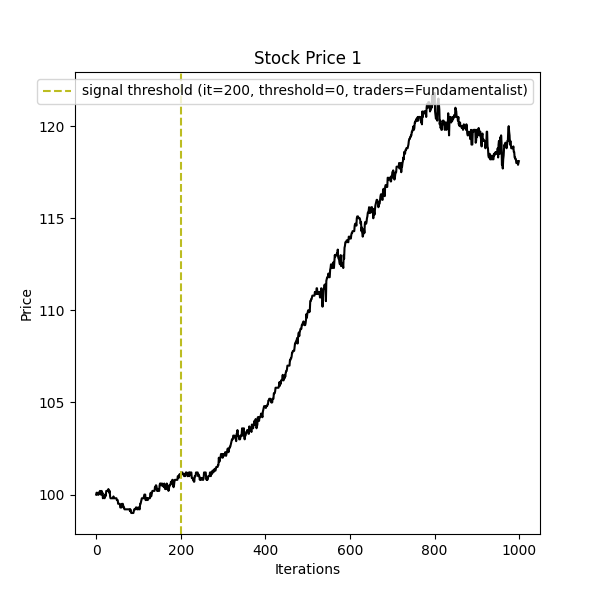 Stock Price 1
signal threshold (it=200, threshold=0, traders=Fundamentalist)
120
115
110
105
100
Price
0 200 400 600 800 1000
Iterations